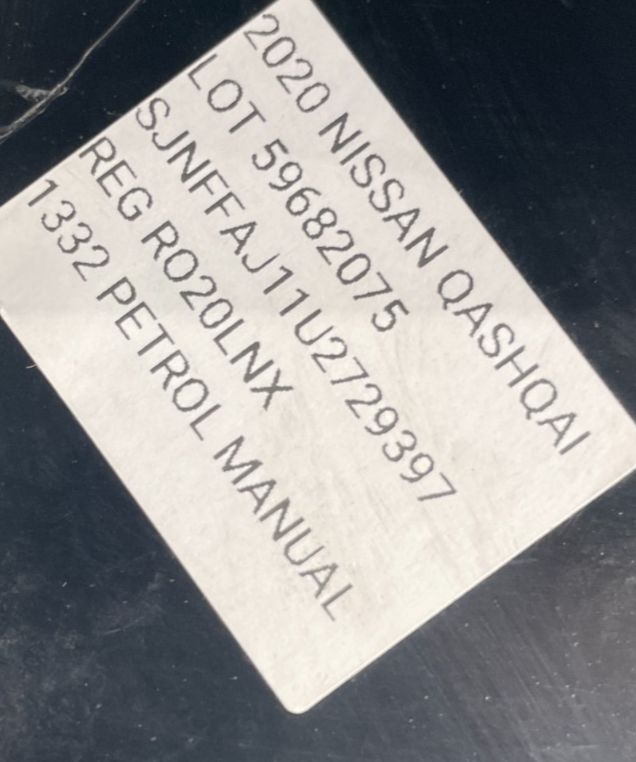 2020 NISSAN QASHQAI
LOT 59682075
SJNFFAJ11U2729397
REG RO20LNX
1332 PETROL MANUAL